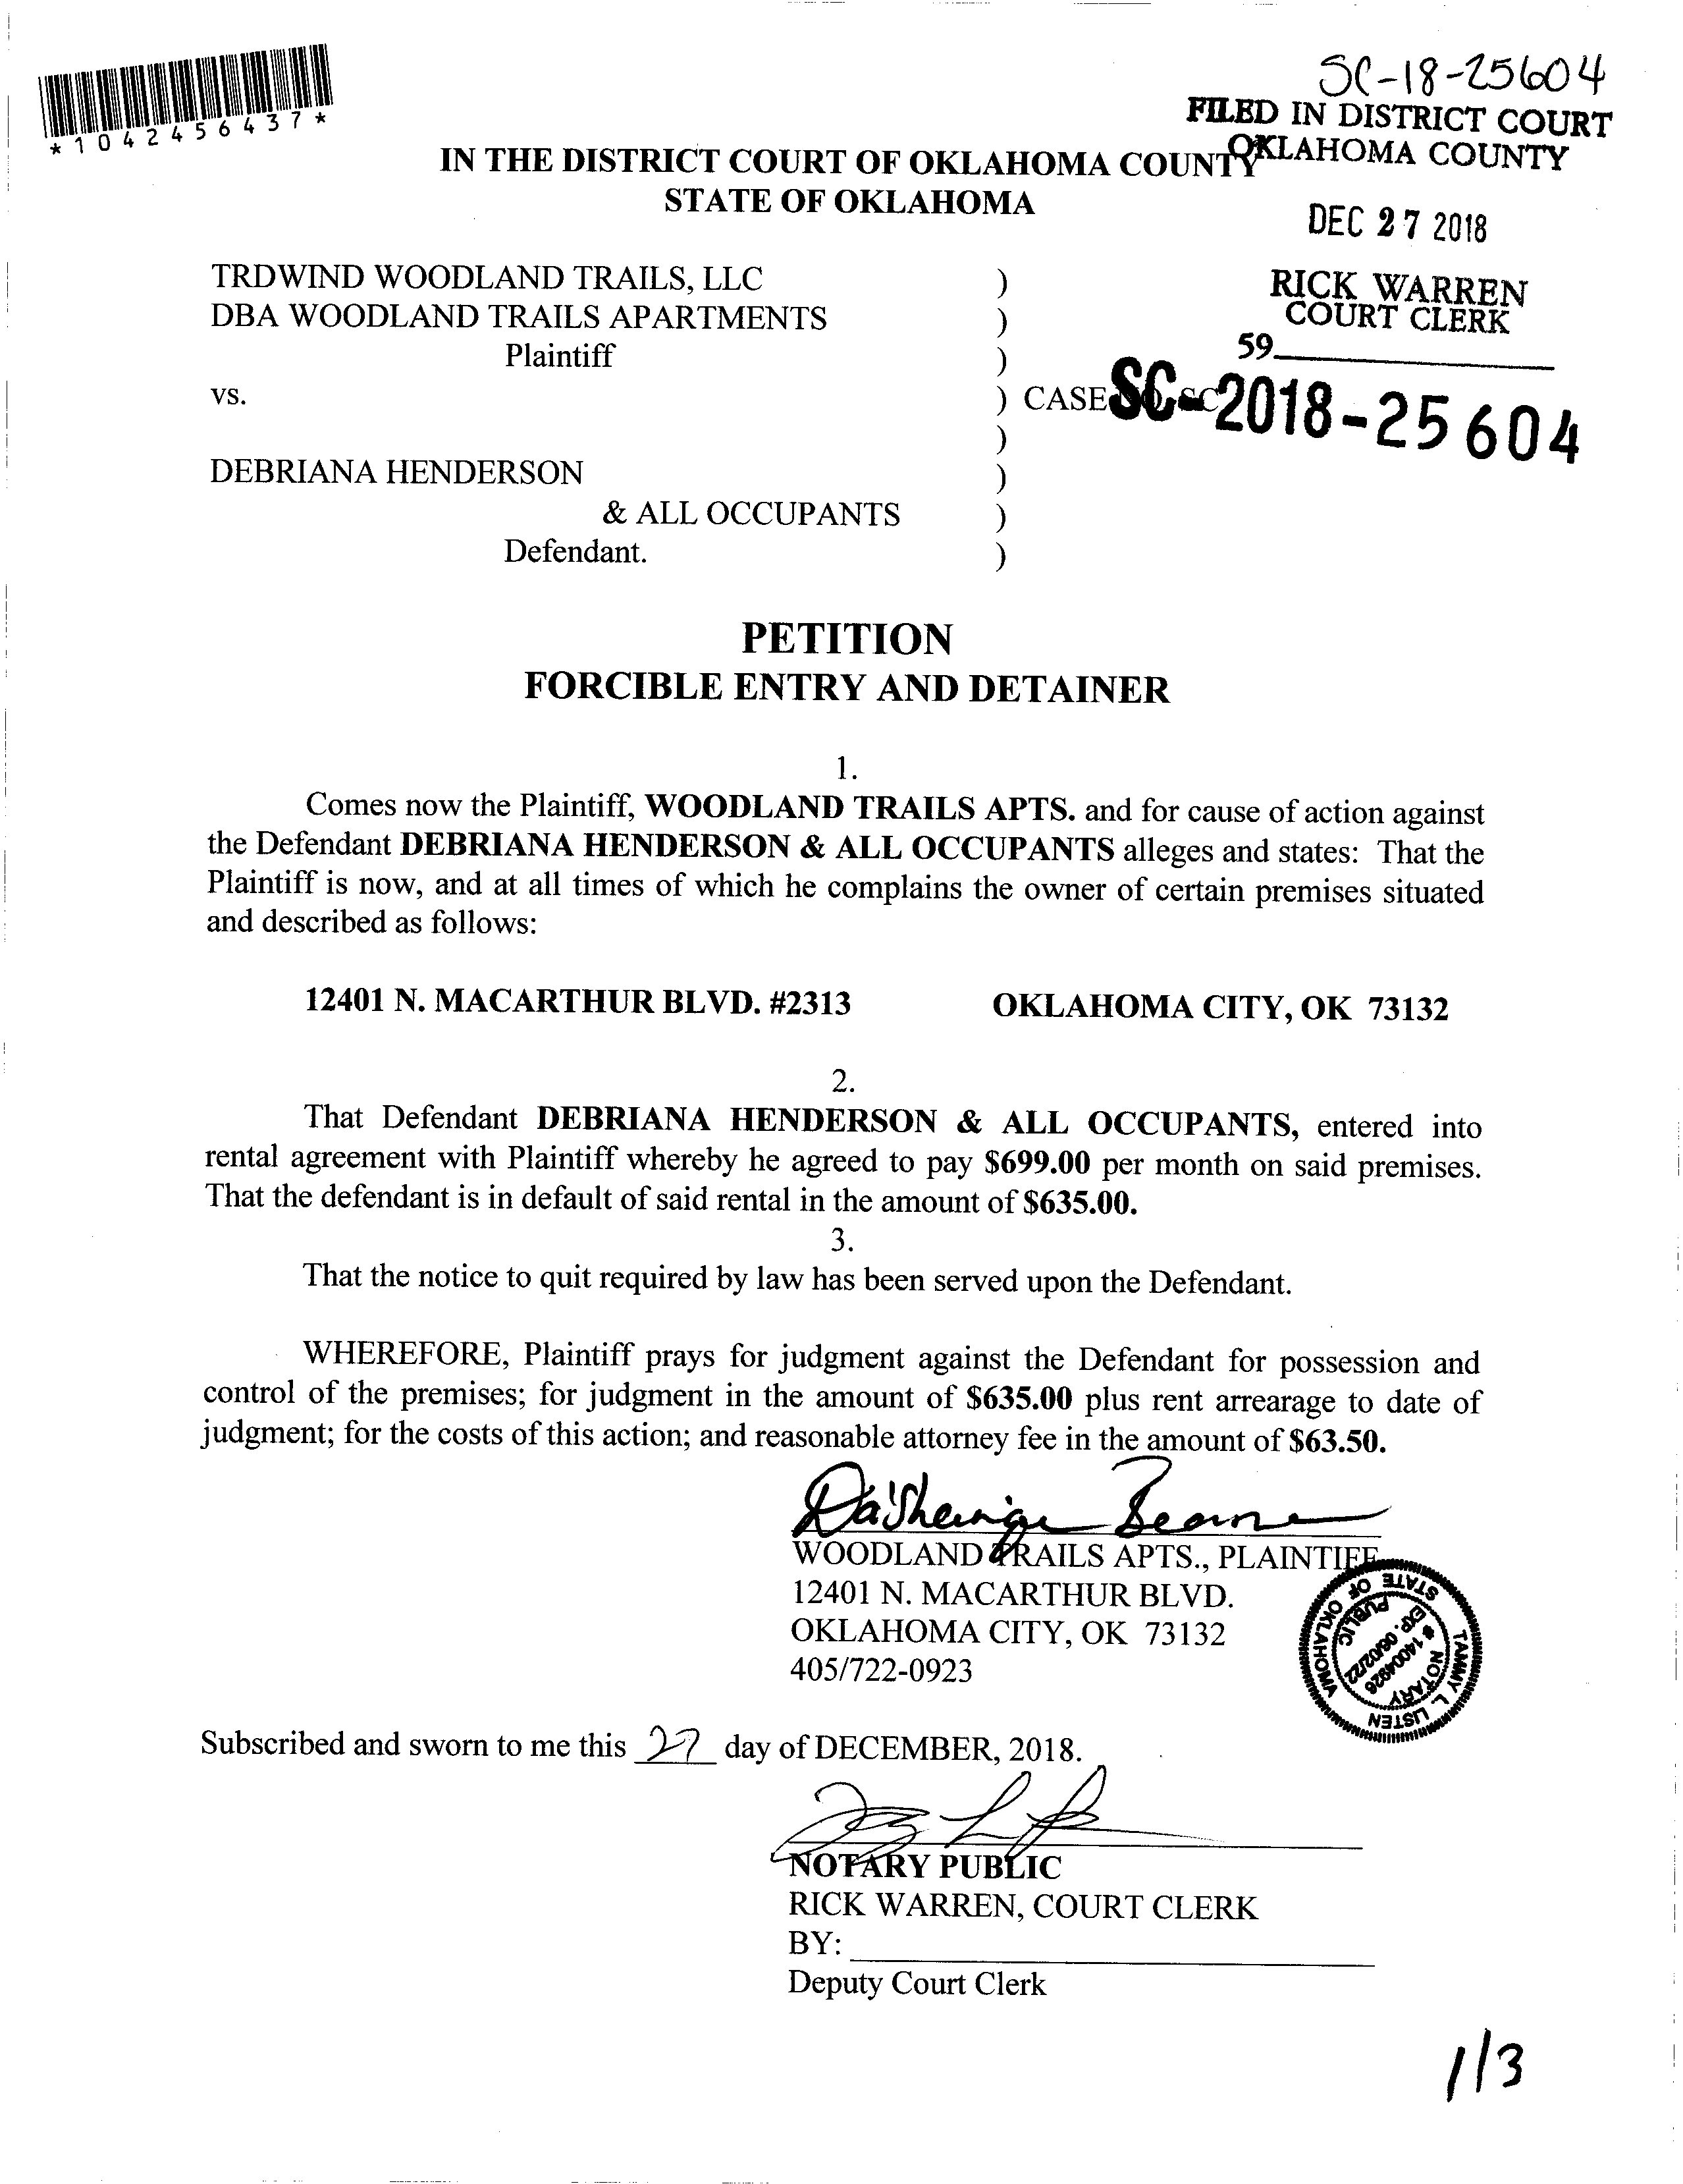 SC-18-25604
*1042456437*
FILED IN DISTRICT COURT
OKLAHOMA COUNTY
IN THE DISTRICT COURT OF OKLAHOMA COUNTY
STATE OF OKLAHOMA
DEC 27 2018
TRDWIND WOODLAND TRAILS, LLC )
RICK WARREN
COURT CLERK
DBA WOODLAND TRAILS APARTMENTS )
59
Plaintiff )
vs. ) CASE SC-2018-25604
)
DEBRIANA HENDERSON )
& ALL OCCUPANTS )
Defendant. )
PETITION
FORCIBLE ENTRY AND DETAINER
1.
Comes now the Plaintiff, WOODLAND TRAILS APTS. and for cause of action against
the Defendant DEBRIANA HENDERSON & ALL OCCUPANTS alleges and states: That the
Plaintiff is now, and at all times of which he complains the owner of certain premises situated
and described as follows:
12401 N. MACARTHUR BLVD. #2313 OKLAHOMA CITY, OK 73132
2.
That Defendant DEBRIANA HENDERSON & ALL OCCUPANTS, entered into
rental agreement with Plaintiff whereby he agreed to pay $699.00 per month on said premises.
That the defendant is in default of said rental in the amount of $635.00.
3.
That the notice to quit required by law has been served upon the Defendant.
WHEREFORE, Plaintiff prays for judgment against the Defendant for possession and
control of the premises; for judgment in the amount of $635.00 plus rent arrearage to date of
judgment; for the costs of this action; and reasonable attorney fee in the amount of $63.50.
WOODLAND TRAILS APTS., PLAINTIFF
12401 N. MACARTHUR BLVD.
OKLAHOMA CITY, OK 73132
405/722-0923
TAMMY L. LISTEN
STATE OF OKLAHOMA
NOTARY PUBLIC
# 14004926
EXP. 06/02/22
Subscribed and sworn to me this 27 day of DECEMBER, 2018.
NOTARY PUBLIC
RICK WARREN, COURT CLERK
BY:
Deputy Court Clerk
1/3